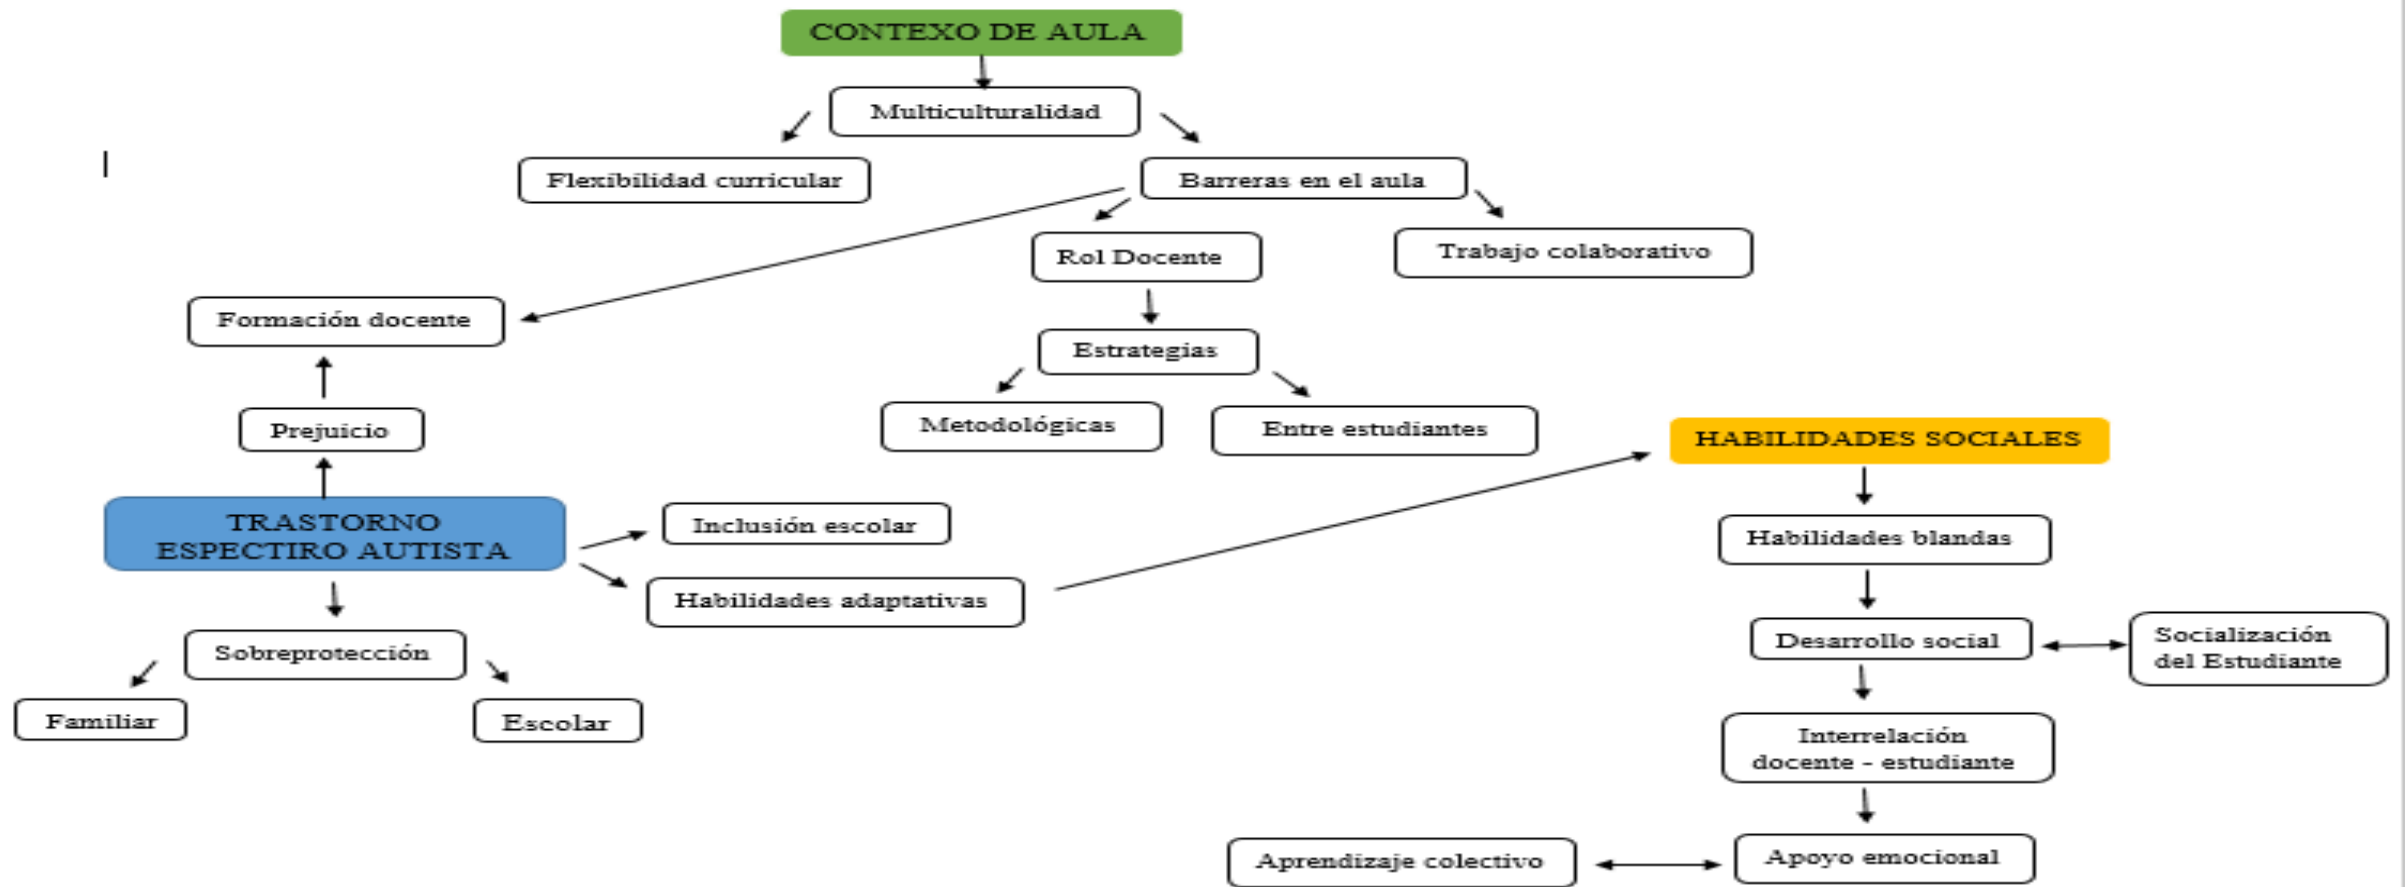 CONTEXO DE AULA
Multiculturalidad
Flexibilidad curricular
Barreras en el aula
Rol Docente
Trabajo colaborativo
Formación docente
Estrategias
Prejuicio
Metodológicas
Entre estudiantes
HABILIDADES SOCIALES
TRASTORNO
ESPECTIRO AUTISTA
Inclusión escolar
Habilidades blandas
Habilidades adaptativas
Desarrollo social
Socialización
del Estudiante
Sobreprotección
Familiar
Escolar
Interrelación
docente - estudiante
Aprendizaje colectivo
Apoyo emocional